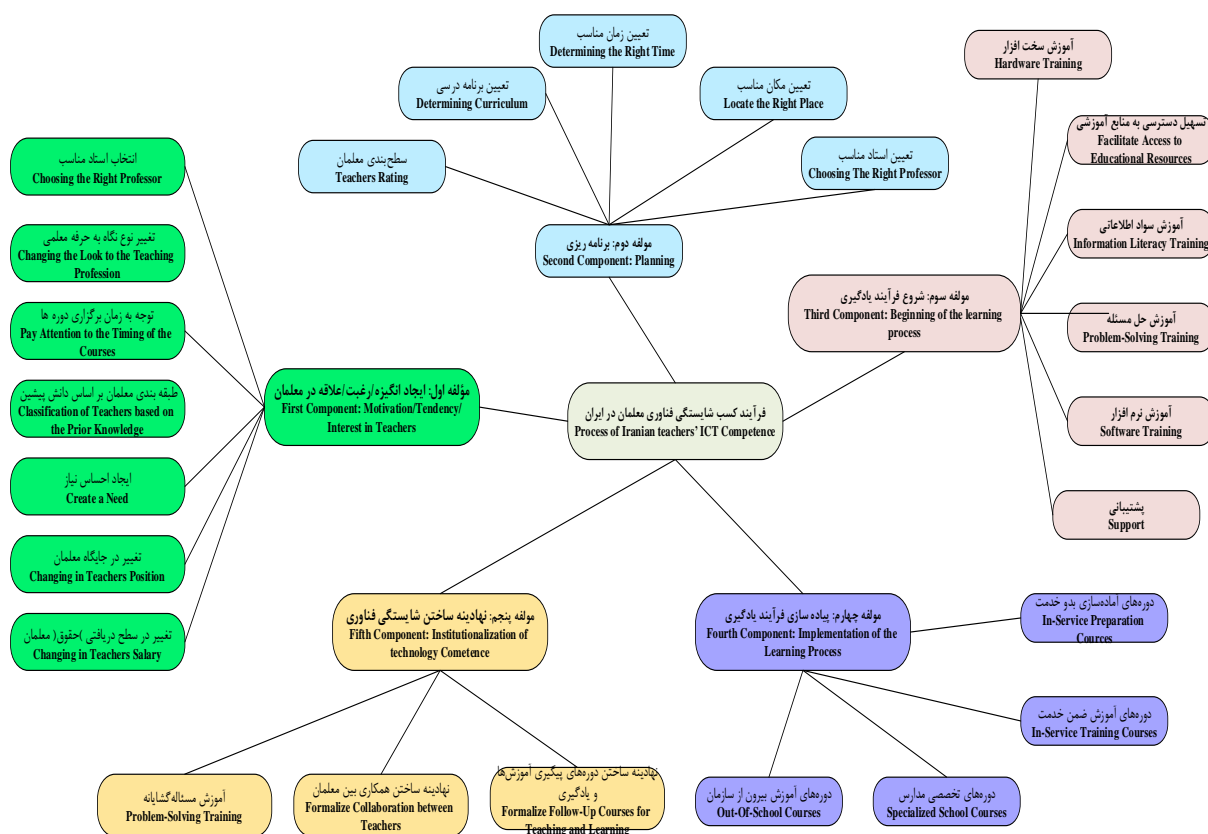 فرآیند کسب شایستگی فناوری معلمان در ایران
Process of Iranian teachers’ ICT Competence
مؤلفه اول: ایجاد انگیزه/رغبت/علاقه در معلمان
First Component: Motivation/Tendency/
Interest in Teachers
انتخاب استاد مناسب
Choosing the Right Professor
تغییر نوع نگاه به حرفه معلمی
Changing the Look to the Teaching
Profession
توجه به زمان برگزاری دوره ها
Pay Attention to the Timing of the
Courses
طبقه بندی معلمان بر اساس دانش پیشین
Classification of Teachers based on
the Prior Knowledge
ایجاد احساس نیاز
Create a Need
تغییر در جایگاه معلمان
Changing in Teachers Position
تغییر در سطح دریافتی )حقوق( معلمان
Changing in Teachers Salary
مولفه دوم: برنامه ریزی
Second Component: Planning
سطح‌بندی معلمان
Teachers Rating
تعیین برنامه درسی
Determining Curriculum
تعیین زمان مناسب
Determining the Right Time
تعیین مکان مناسب
Locate the Right Place
تعیین استاد مناسب
Choosing The Right Professor
مولفه سوم: شروع فرآیند یادگیری
Third Component: Beginning of the learning
process
آموزش سخت افزار
Hardware Training
تسهیل دسترسی به منابع آموزشی
Facilitate Access to
Educational Resources
آموزش سواد اطلاعاتی
Information Literacy Training
آموزش حل مسئله
Problem-Solving Training
آموزش نرم افزار
Software Training
پشتیبانی
Support
مولفه چهارم: پیاده سازی فرآیند یادگیری
Fourth Component: Implementation of the
Learning Process
دوره‌های آماده‌سازی بدو خدمت
In-Service Preparation
Cources
دوره‌های آموزش ضمن خدمت
In-Service Training Courses
دوره‌های تخصصی مدارس
Specialized School Courses
دوره‌های آموزش بیرون از سازمان
Out-Of-School Courses
مولفه پنجم: نهادینه ساختن شایستگی فناوری
Fifth Component: Institutionalization of
technology Cometence
نهادینه ساختن دوره‌های پیگیری آموزش‌ها
و یادگیری
Formalize Follow-Up Courses for
Teaching and Learning
نهادینه ساختن همکاری بین معلمان
Formalize Collaboration between
Teachers
آموزش مسئاله‌گشایانه
Problem-Solving Training